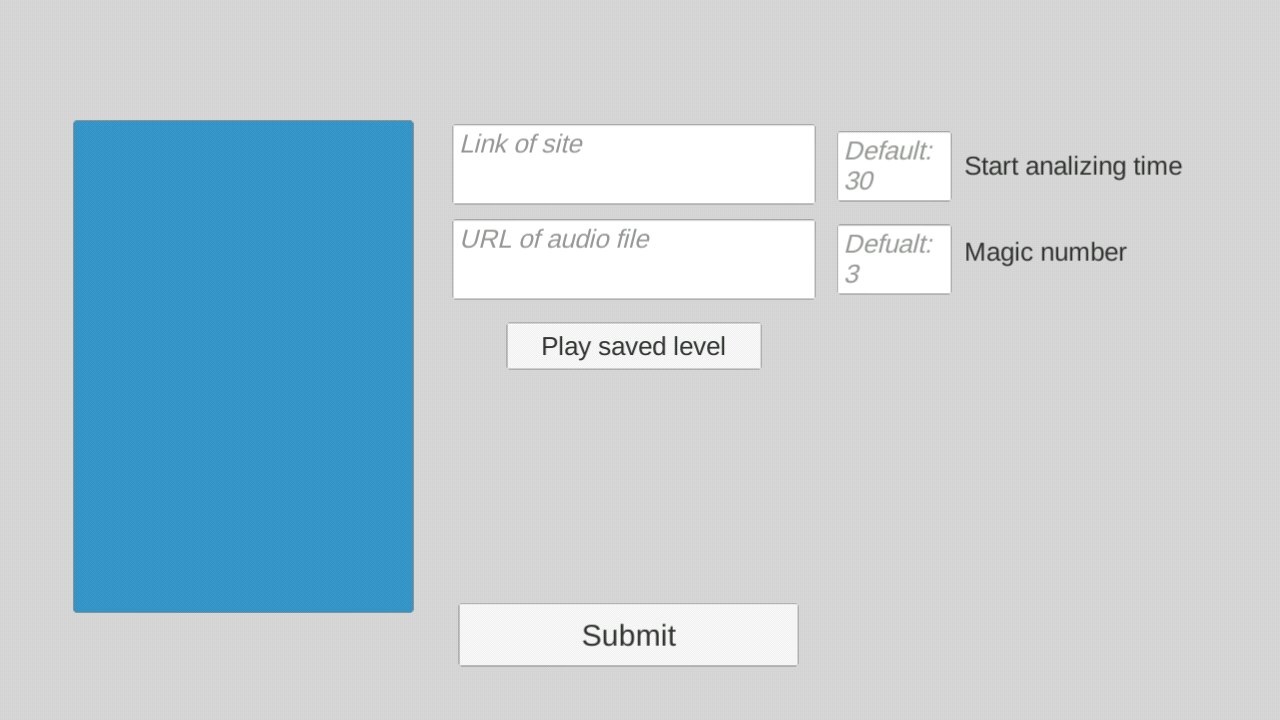 Link of site
Default:
30
Start analizing time
URL of audio file
Defualt:
3
Magic number
Play saved level
Submit